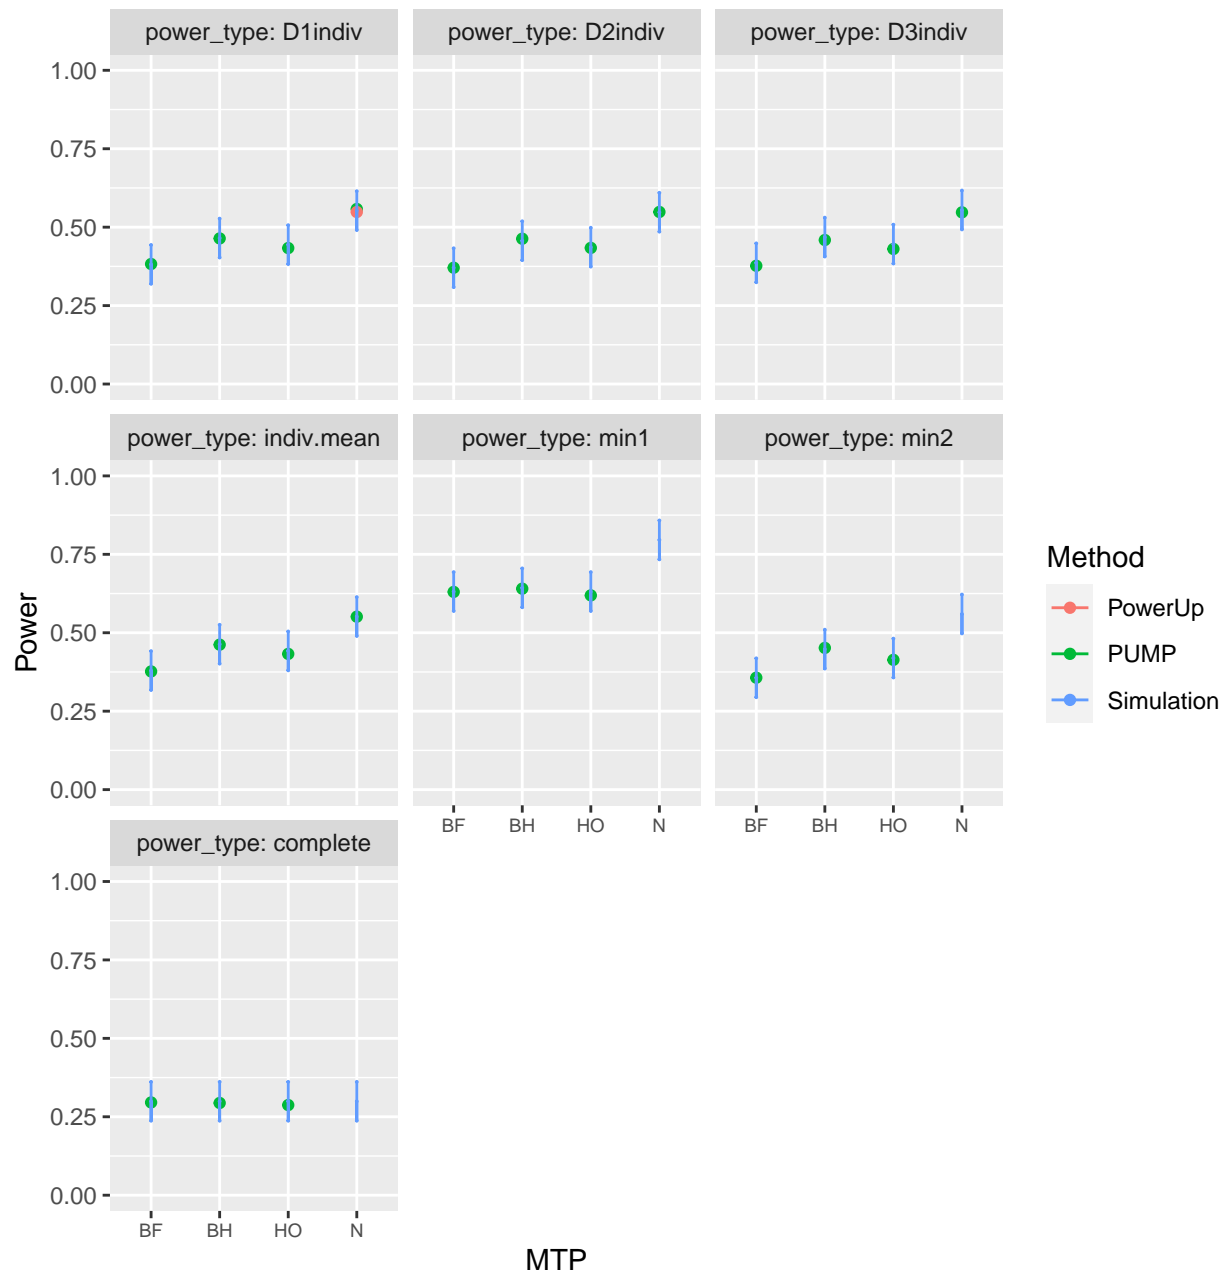 power_type: D1indiv power_type: D2indiv power_type: D3indiv
1.00
0.75
0.50
0.25
0.00
power_type: indiv.mean power_type: min1 power_type: min2
1.00
0.75
0.50
0.25
0.00
BF BH HO N BF BH HO N
power_type: complete
1.00
0.75
0.50
0.25
0.00
BF BH HO N
MTP
Power
Method
PowerUp
PUMP
Simulation